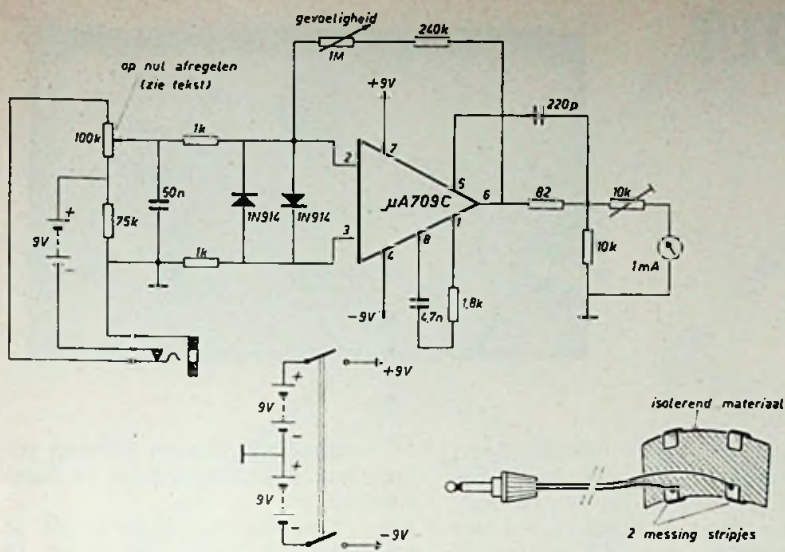 gevoeligheid
1M
240k
op nul afregelen
(zie tekst)
+9V
220p
100k
1k
2
7
5
50n
1N914
1N914
μA709C
6
82
10k
+
9V
-
75k
1k
3
4
8
1
10k
1mA
-9V
4,7n
1,8k
+
9V
-
+
9V
-
+9V
-9V
isolerend materiaal
2 messing stripjes